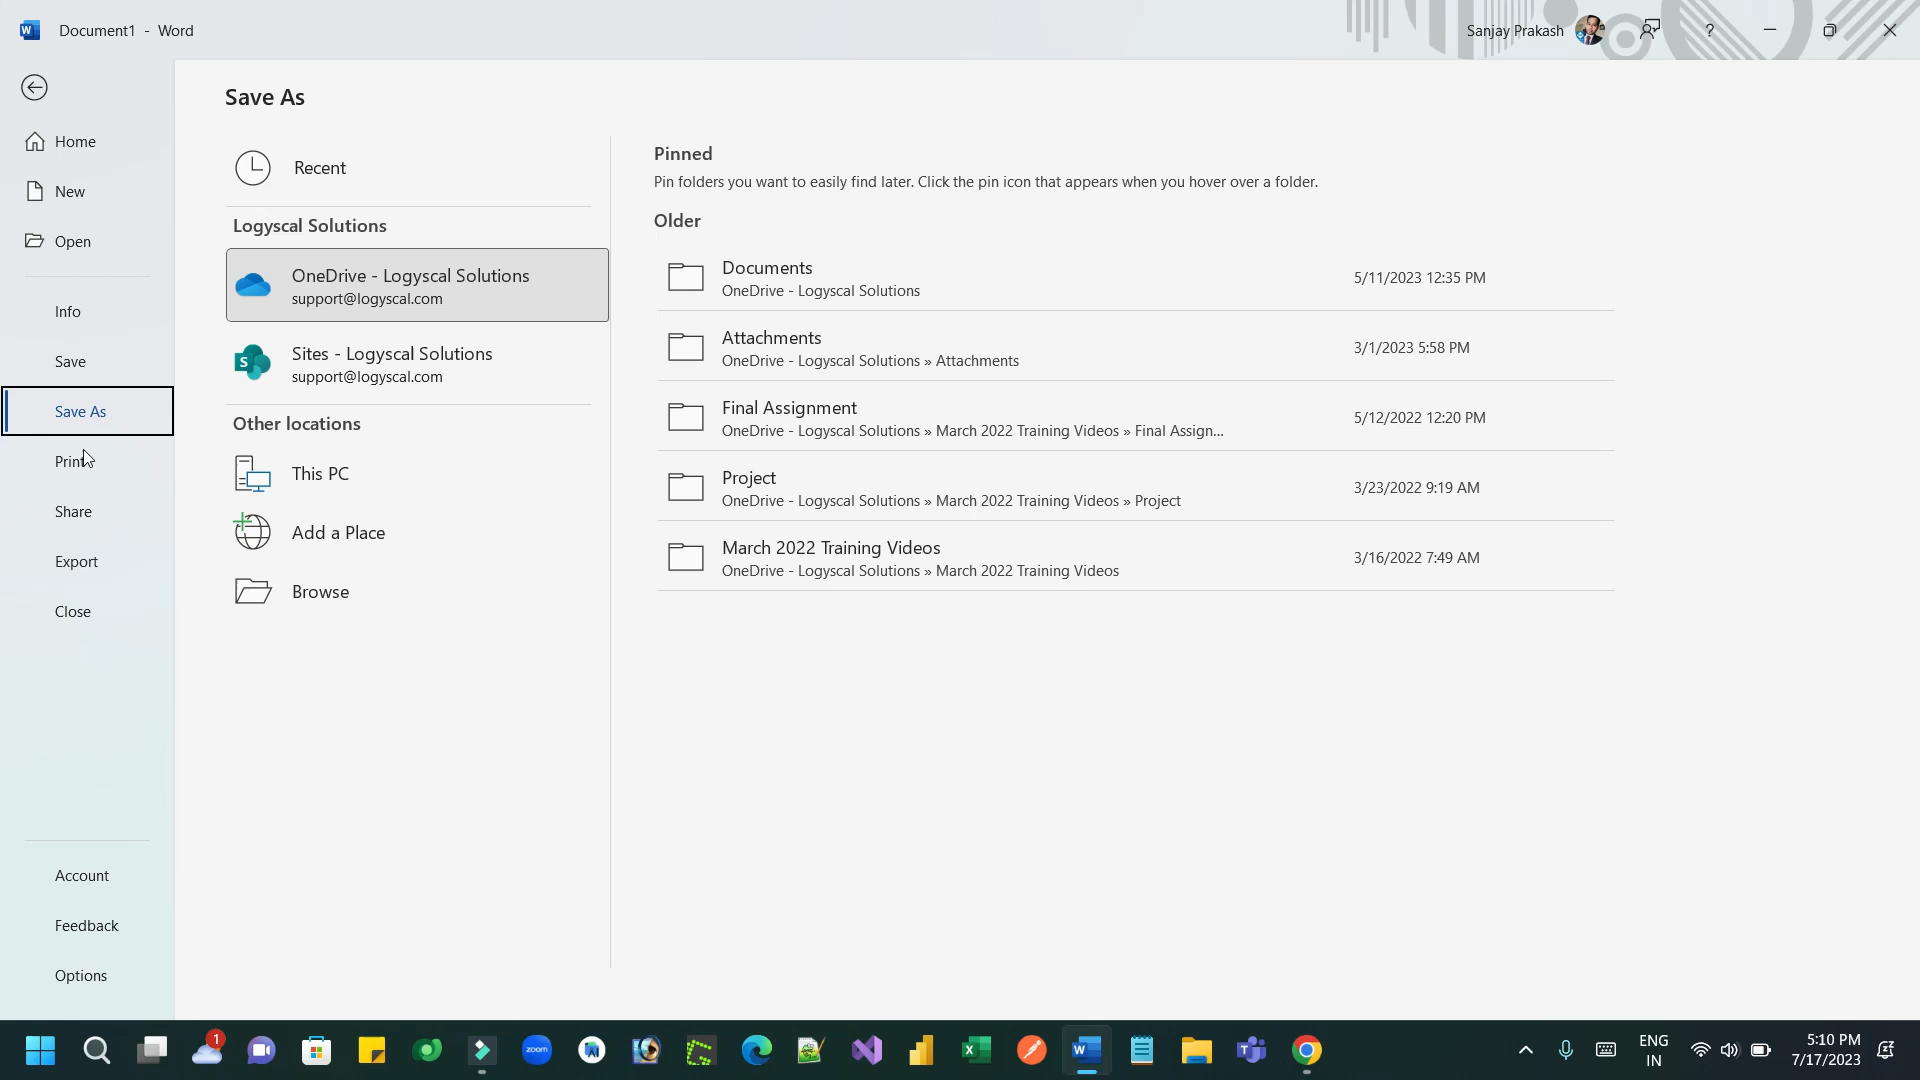 Document1 - Word
Sanjay Prakash
?
Home
New
Open
Info
Save
Save As
Print
Share
Export
Close
Account
Feedback
Options
Save As
Recent
Logyscal Solutions
OneDrive - Logyscal Solutions
support@logyscal.com
Sites - Logyscal Solutions
support@logyscal.com
Other locations
This PC
Add a Place
Browse
Pinned
Pin folders you want to easily find later. Click the pin icon that appears when you hover over a folder.
Older
Documents
OneDrive - Logyscal Solutions
5/11/2023 12:35 PM
Attachments
OneDrive - Logyscal Solutions » Attachments
3/1/2023 5:58 PM
Final Assignment
OneDrive - Logyscal Solutions » March 2022 Training Videos » Final Assign...
5/12/2022 12:20 PM
Project
OneDrive - Logyscal Solutions » March 2022 Training Videos » Project
3/23/2022 9:19 AM
March 2022 Training Videos
OneDrive - Logyscal Solutions » March 2022 Training Videos
3/16/2022 7:49 AM
1
zoom
ENG
IN
5:10 PM
7/17/2023